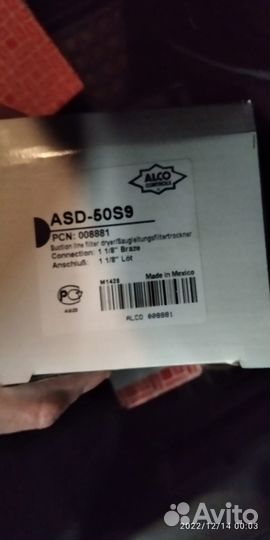 ALCO
CONTROLS
ASD-50S9
PCN: 008881
Suction line filter dryer/Saugleitungsfiltertrockner
Connection: 1 1/8" Braze
Anschluß: 1 1/8" Löt
M1425
Made in Mexico
ALCO 008881
2022/12/14 00:03
Avito